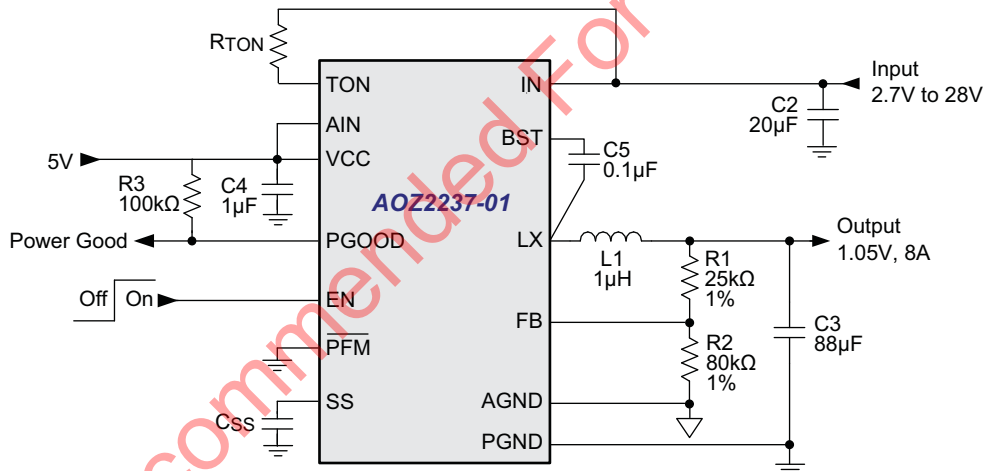 RTON
TON
IN
Input
2.7V to 28V
C2
20µF
AIN
BST
5V
VCC
C5
0.1µF
R3
100kΩ
C4
1µF
AOZ2237-01
Power Good
PGOOD
LX
L1
1µH
Output
1.05V, 8A
R1
25kΩ
1%
Off
On
EN
FB
C3
88µF
PFM
R2
80kΩ
1%
SS
CSS
AGND
PGND
commended For